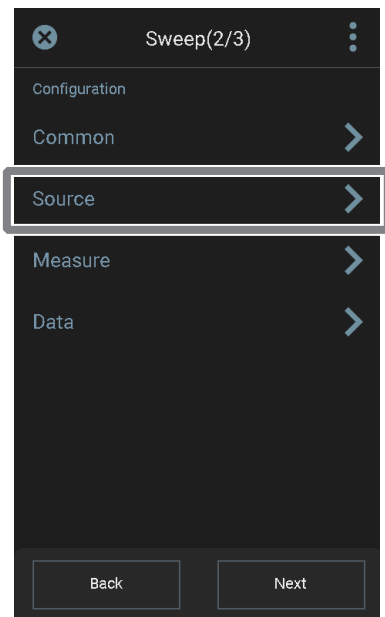 Sweep(2/3)
Configuration
Common
Source
Measure
Data
Back Next